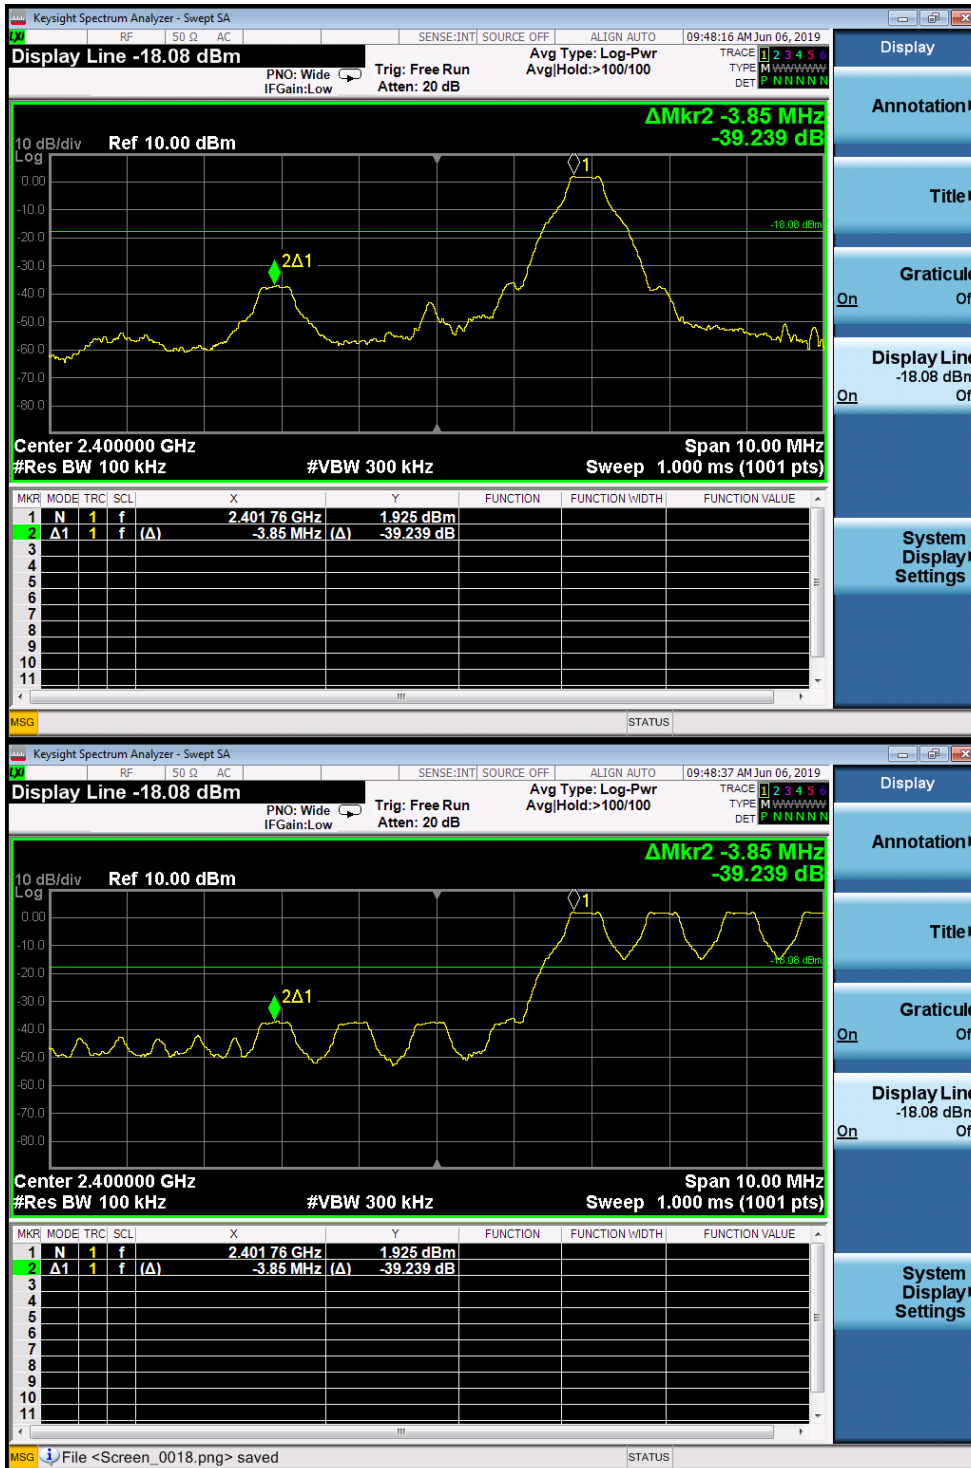 Keysight Spectrum Analyzer - Swept SA
LXI RF 50 Ω AC SENSE:INT SOURCE OFF ALIGN AUTO 09:48:16 AM Jun 06, 2019
Display Line -18.08 dBm
PNO: Wide
IFGain:Low
Trig: Free Run
Atten: 20 dB
Avg Type: Log-Pwr
Avg|Hold:>100/100
TRACE 1 2 3 4 5 6
TYPE M WWWWW
DET P N N N N N
ΔMkr2 -3.85 MHz
-39.239 dB
10 dB/div Ref 10.00 dBm
Log
1
0.00
-10.0
-18.08 dBm
-20.0
2Δ1
-30.0
-40.0
-50.0
-60.0
-70.0
-80.0
Center 2.400000 GHz Span 10.00 MHz
#Res BW 100 kHz #VBW 300 kHz Sweep 1.000 ms (1001 pts)
MKR MODE TRC SCL X Y FUNCTION FUNCTION WIDTH FUNCTION VALUE
1 N 1 f 2.401 76 GHz 1.925 dBm
2 Δ1 1 f (Δ) -3.85 MHz (Δ) -39.239 dB
3
4
5
6
7
8
9
10
11
MSG STATUS
Display
Annotation
Title
Graticule
On Of
Display Line
-18.08 dBm
On Of
System
Display
Settings
Keysight Spectrum Analyzer - Swept SA
LXI RF 50 Ω AC SENSE:INT SOURCE OFF ALIGN AUTO 09:48:37 AM Jun 06, 2019
Display Line -18.08 dBm
PNO: Wide
IFGain:Low
Trig: Free Run
Atten: 20 dB
Avg Type: Log-Pwr
Avg|Hold:>100/100
TRACE 1 2 3 4 5 6
TYPE M WWWWW
DET P N N N N N
ΔMkr2 -3.85 MHz
-39.239 dB
10 dB/div Ref 10.00 dBm
Log
1
0.00
-10.0
-18.08 dBm
-20.0
2Δ1
-30.0
-40.0
-50.0
-60.0
-70.0
-80.0
Center 2.400000 GHz Span 10.00 MHz
#Res BW 100 kHz #VBW 300 kHz Sweep 1.000 ms (1001 pts)
MKR MODE TRC SCL X Y FUNCTION FUNCTION WIDTH FUNCTION VALUE
1 N 1 f 2.401 76 GHz 1.925 dBm
2 Δ1 1 f (Δ) -3.85 MHz (Δ) -39.239 dB
3
4
5
6
7
8
9
10
11
MSG File <Screen_0018.png> saved STATUS
Display
Annotation
Title
Graticule
On Of
Display Line
-18.08 dBm
On Of
System
Display
Settings